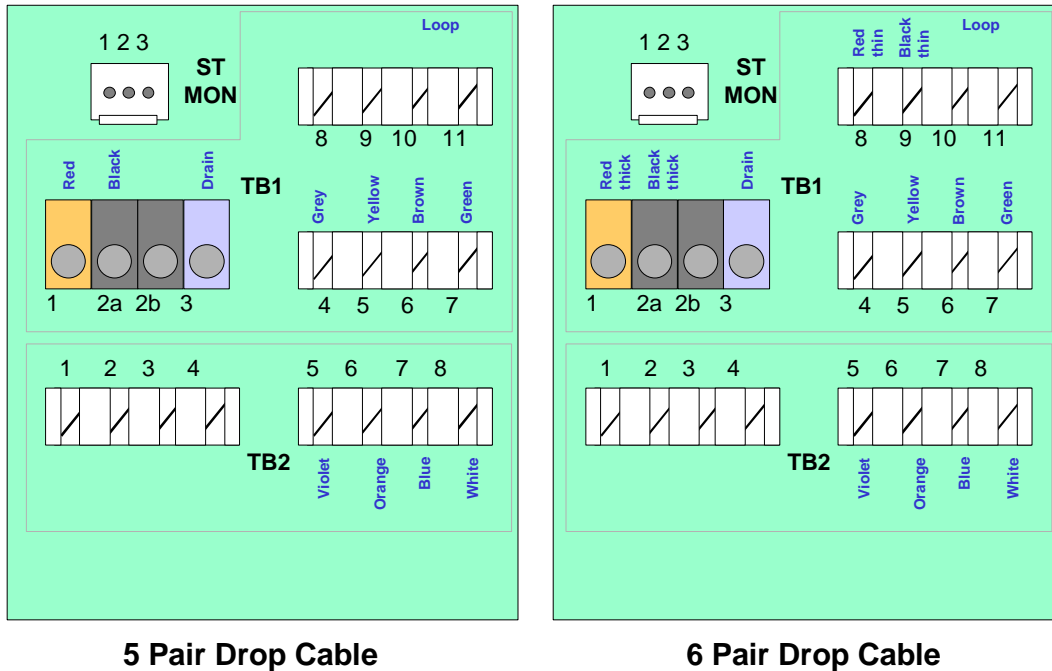 Loop
1 2 3
ST
MON
8 9 10 11
Red
Black
Drain
TB1
Grey
Yellow
Brown
Green
1 2a 2b 3
4 5 6 7
1 2 3 4
5 6 7 8
TB2
Violet
Orange
Blue
White
5 Pair Drop Cable
Red
thin
Black
thin
Loop
1 2 3
ST
MON
8 9 10 11
Red
thick
Black
thick
Drain
TB1
Grey
Yellow
Brown
Green
1 2a 2b 3
4 5 6 7
1 2 3 4
5 6 7 8
TB2
Violet
Orange
Blue
White
6 Pair Drop Cable